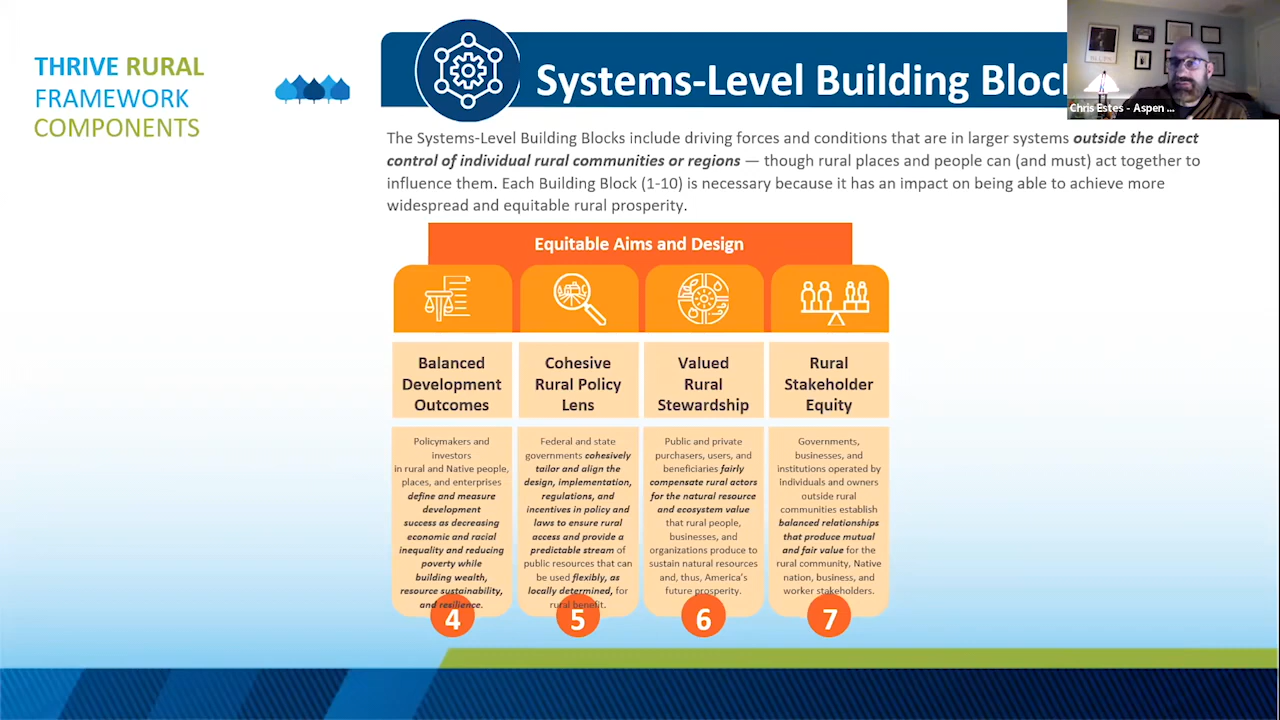 THRIVE RURAL
FRAMEWORK
COMPONENTS
Systems-Level Building Bloc
Chris Estes - Aspen ...
The Systems-Level Building Blocks include driving forces and conditions that are in larger systems outside the direct
control of individual rural communities or regions — though rural places and people can (and must) act together to
influence them. Each Building Block (1-10) is necessary because it has an impact on being able to achieve more
widespread and equitable rural prosperity.
Equitable Aims and Design
Balanced
Development
Outcomes
Policymakers and
investors
in rural and Native people,
places, and enterprises
define and measure
development
success as decreasing
economic and racial
inequality and reducing
poverty while
building wealth,
resource sustainability,
and resilience.
4
Cohesive
Rural Policy
Lens
Federal and state
governments cohesively
tailor and align the
design, implementation,
regulations, and
incentives in policy and
laws to ensure rural
access and provide a
predictable stream of
public resources that can
be used flexibly, as
locally determined, for
rural benefit.
5
Valued
Rural
Stewardship
Public and private
purchasers, users, and
beneficiaries fairly
compensate rural actors
for the natural resource
and ecosystem value
that rural people,
businesses, and
organizations produce to
sustain natural resources
and, thus, America's
future prosperity.
6
Rural
Stakeholder
Equity
Governments,
businesses, and
institutions operated by
individuals and owners
outside rural
communities establish
balanced relationships
that produce mutual
and fair value for the
rural community, Native
nation, business, and
worker stakeholders.
7